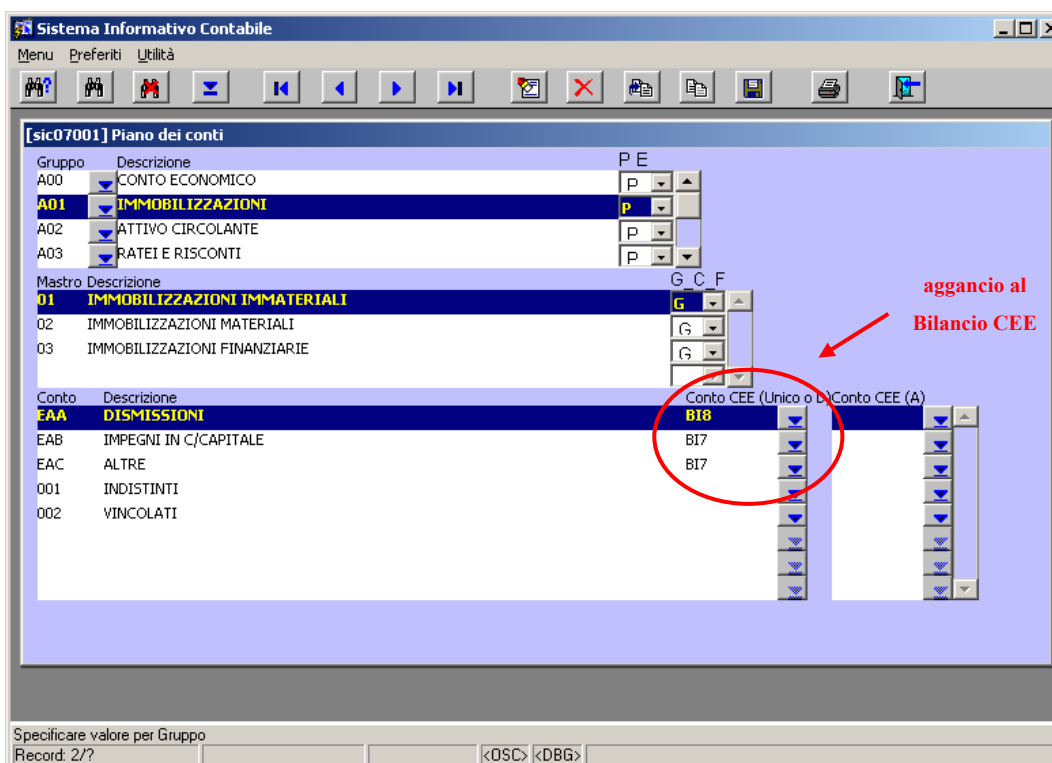 Sistema Informativo Contabile
Menu Preferiti Utilità
[sic07001] Piano dei conti
Gruppo Descrizione P E
A00 CONTO ECONOMICO P
A01 IMMOBILIZZAZIONI P
A02 ATTIVO CIRCOLANTE P
A03 RATEI E RISCONTI P
Mastro Descrizione G_C_F
01 IMMOBILIZZAZIONI IMMATERIALI G
02 IMMOBILIZZAZIONI MATERIALI G
03 IMMOBILIZZAZIONI FINANZIARIE G
aggancio al
Bilancio CEE
Conto Descrizione Conto CEE (Unico o D)Conto CEE (A)
EAA DISMISSIONI BI8
EAB IMPEGNI IN C/CAPITALE BI7
EAC ALTRE BI7
001 INDISTINTI
002 VINCOLATI
Specificare valore per Gruppo
Record: 2/? <OSC> <DBG>